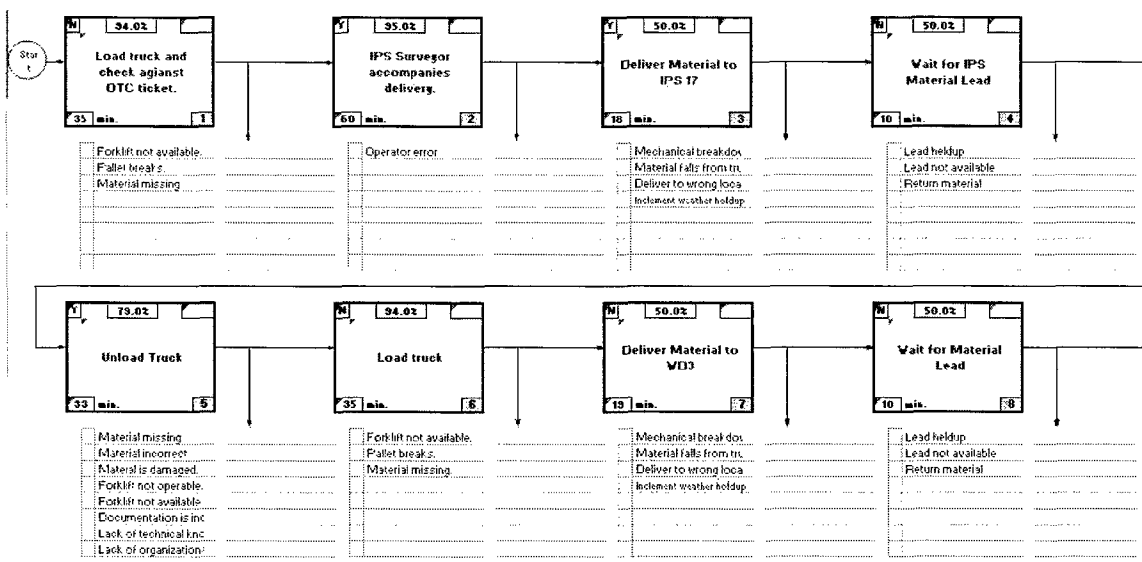 Star
t
N 94.0%
Load truck and
check agianst
OTC ticket.
35 min. 1
Y 95.0%
IPS Surveyor
accompanies
delivery.
60 min. 2
Y 50.0%
Deliver Material to
IPS 17
18 min. 3
N 50.0%
Wait for IPS
Material Lead
10 min. 4
Forklift not available.
Pallet breaks.
Material missing
Operator error
Mechanical breakdow
Material falls from tru
Deliver to wrong loca
Inclement weather holdup
Lead heldup
Lead not available
Return material
Y 79.0%
Unload Truck
33 min. 5
N 94.0%
Load truck
35 min. 6
N 50.0%
Deliver Material to
WD3
19 min. 7
N 50.0%
Wait for Material
Lead
10 min. 8
Material missing
Material incorrect
Materal is damaged.
Forklift not operable.
Forklift not available
Documentation is inc
Lack of technical kno
Lack of organization
Forklift not available.
Pallet breaks.
Material missing.
Mechanical breakdow
Material falls from tru
Deliver to wrong loca
Inclement weather holdup
Lead heldup
Lead not available
Return material